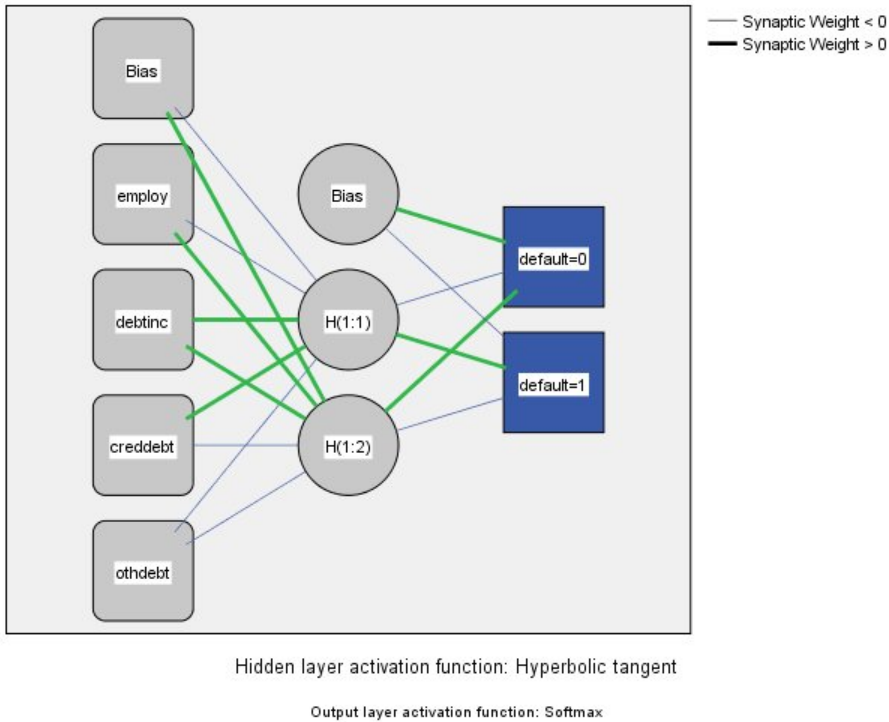 Synaptic Weight < 0
Synaptic Weight > 0
Bias
employ
debtinc
creddebt
othdebt
Bias
H(1:1)
H(1:2)
default=0
default=1
Hidden layer activation function: Hyperbolic tangent
Output layer activation function: Softmax